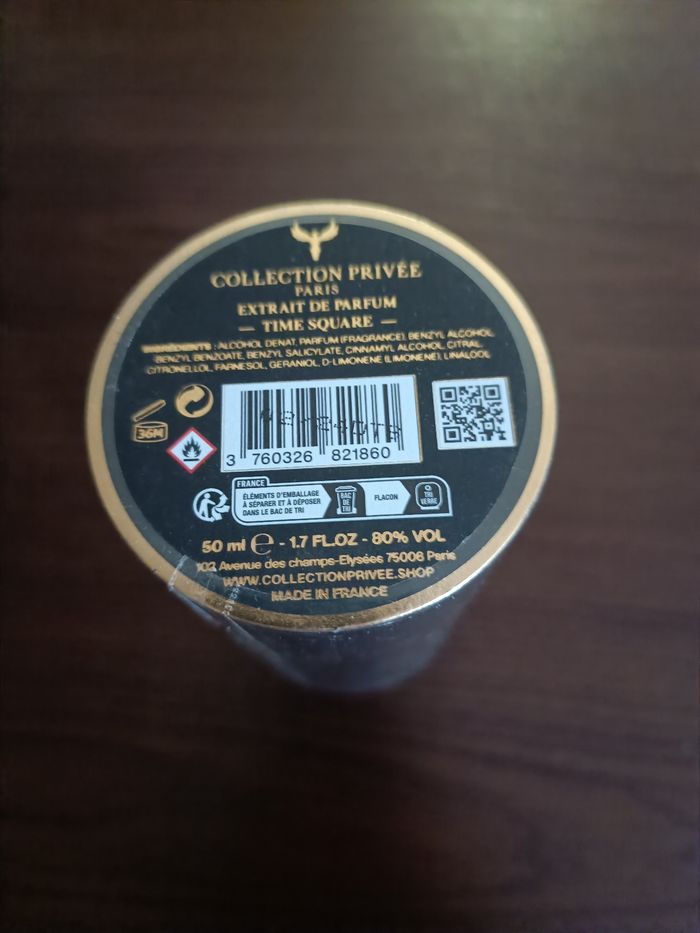 COLLECTION PRIVÉE
PARIS
EXTRAIT DE PARFUM
— TIME SQUARE —
INGRÉDIENTS : ALCOHOL DENAT, PARFUM (FRAGRANCE), BENZYL ALCOHOL,
BENZYL BENZOATE, BENZYL SALICYLATE, CINNAMYL ALCOHOL, CITRAL,
CITRONELLOL, FARNESOL, GERANIOL, D-LIMONENE (LIMONENE), LINALOOL
36M
3 760326 821860
FRANCE
ÉLÉMENTS D'EMBALLAGE
À SÉPARER ET À DÉPOSER
DANS LE BAC DE TRI
BAC
DE
TRI
FLACON
TRI
VERRE
50 ml ℮ - 1.7 FL.OZ - 80% VOL
102 Avenue des champs-Elysées 75008 Paris
WWW.COLLECTIONPRIVEE.SHOP
MADE IN FRANCE